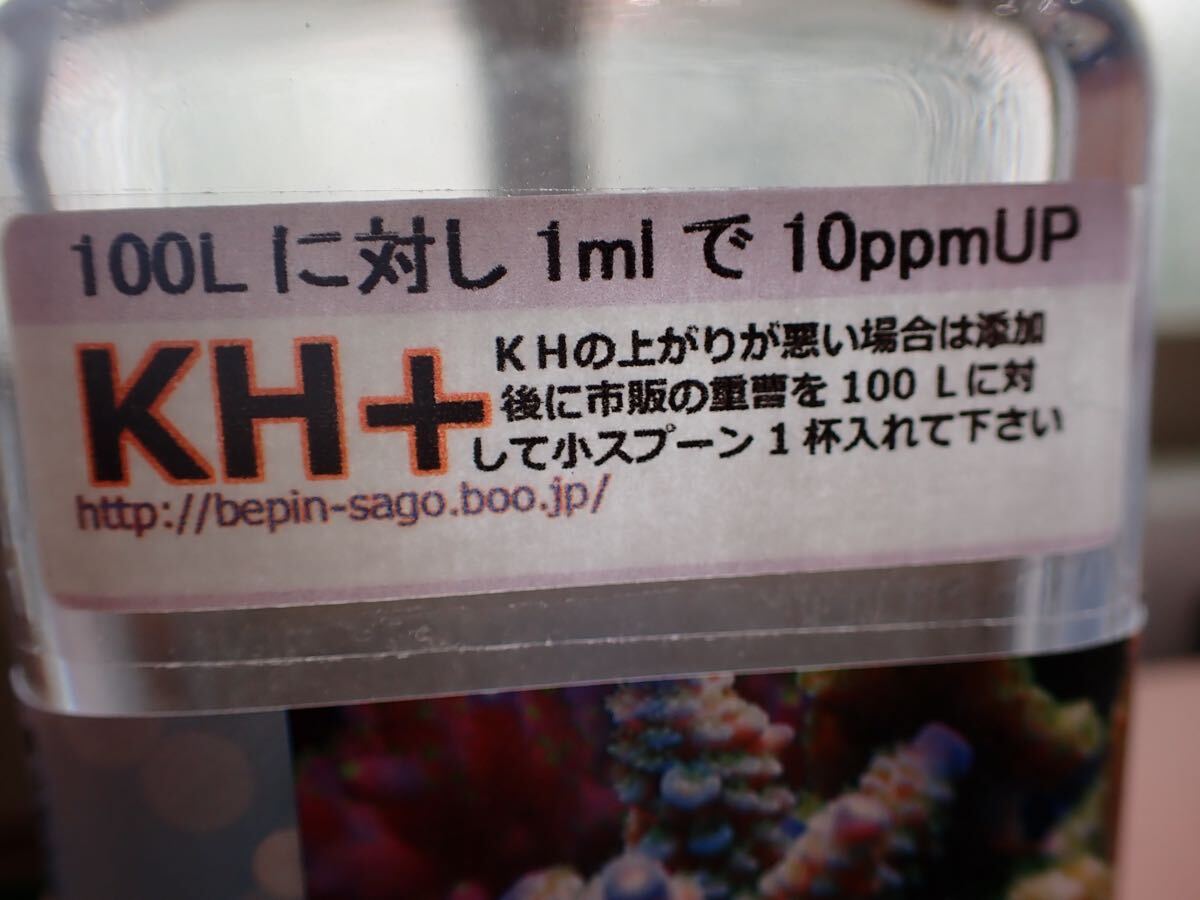 100L に対し 1ml で 10ppmUP
KH+
KHの上がりが悪い場合は添加
後に市販の重曹を 100 Lに対
して小スプーン 1 杯入れて下さい
http://bepin-sago.boo.jp/